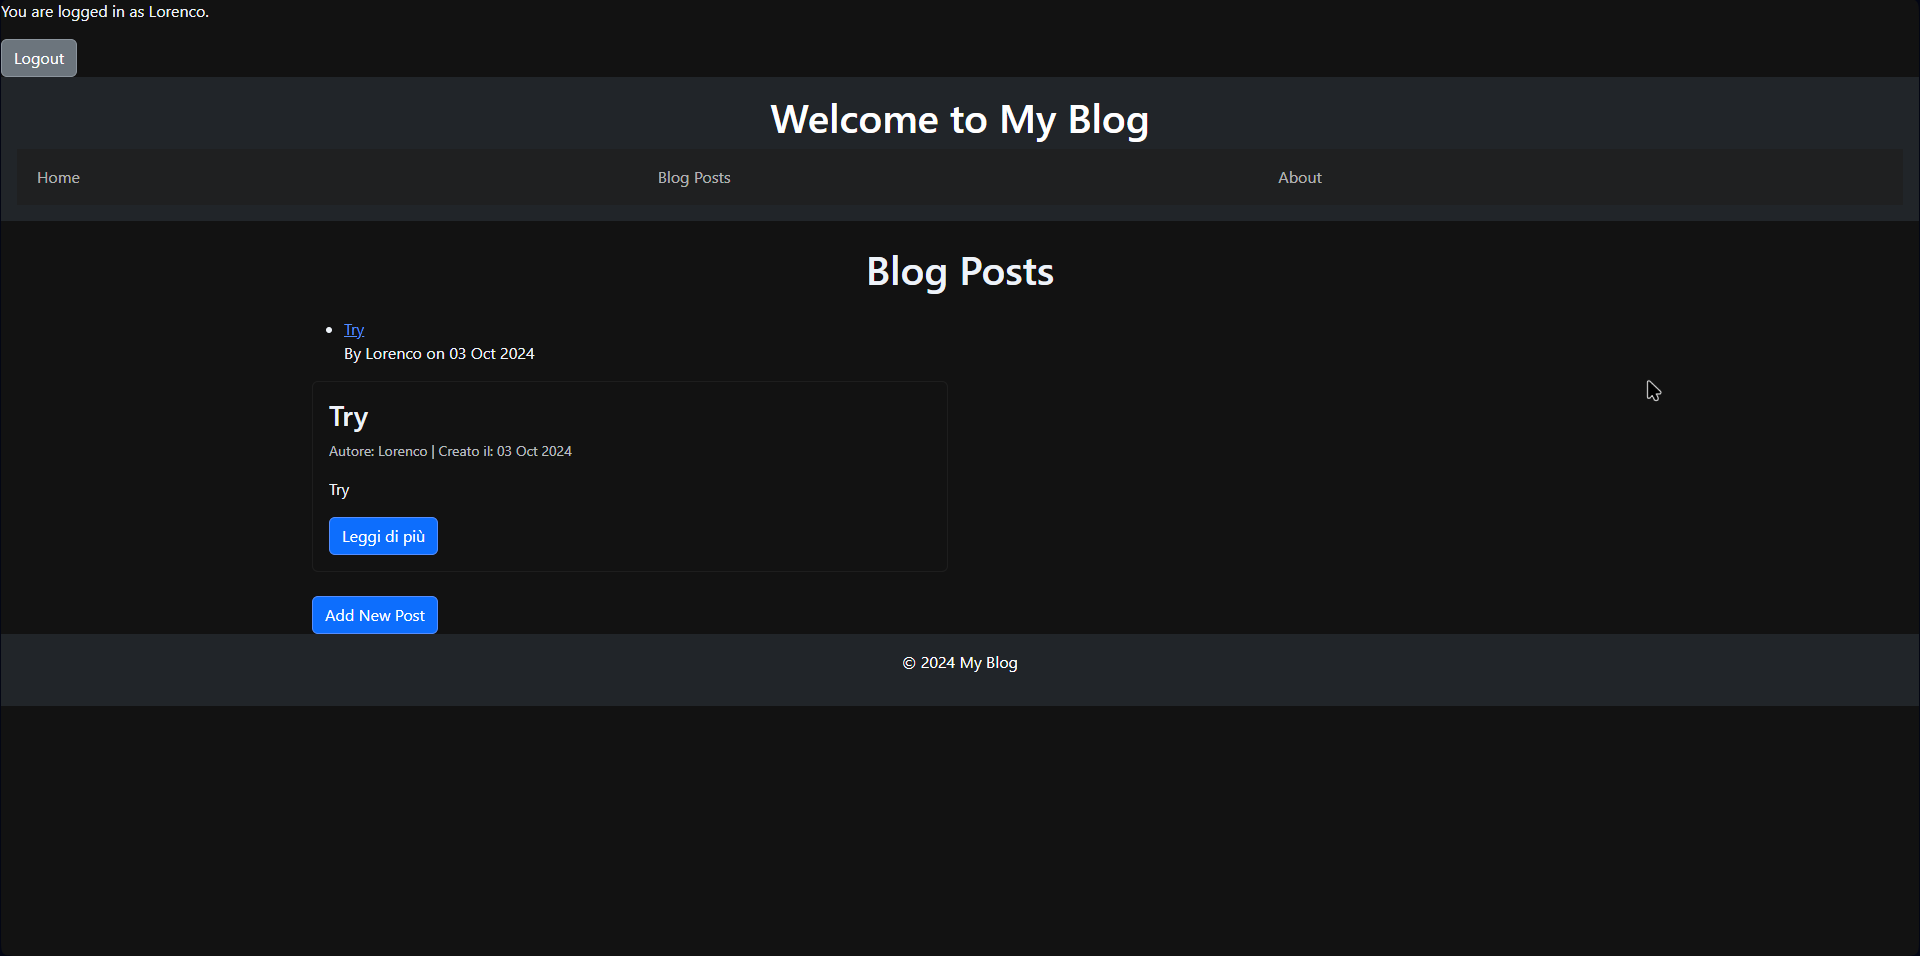 You are logged in as Lorenco.
Logout
Welcome to My Blog
Home Blog Posts About
Blog Posts
Try
By Lorenco on 03 Oct 2024
Try
Autore: Lorenco | Creato il: 03 Oct 2024
Try
Leggi di più
Add New Post
© 2024 My Blog